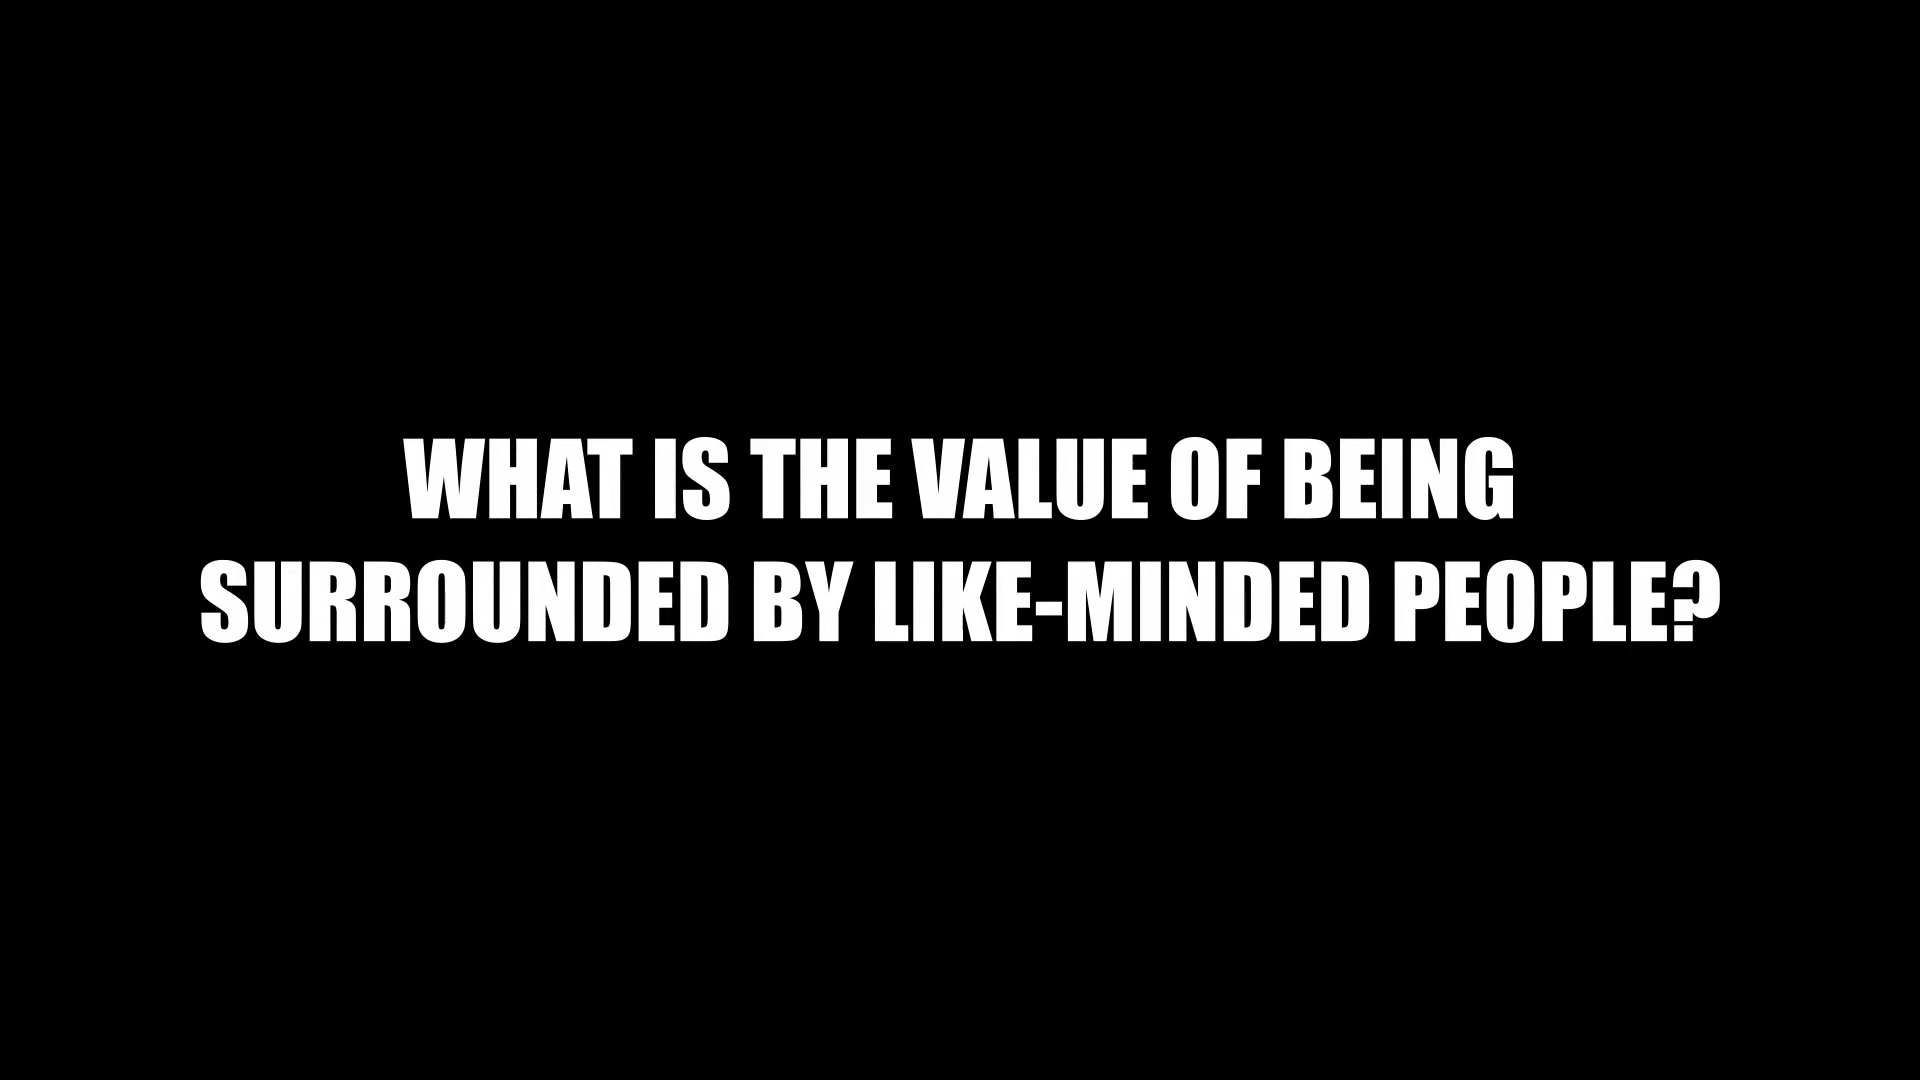 WHAT IS THE VALUE OF BEING
SURROUNDED BY LIKE-MINDED PEOPLE?